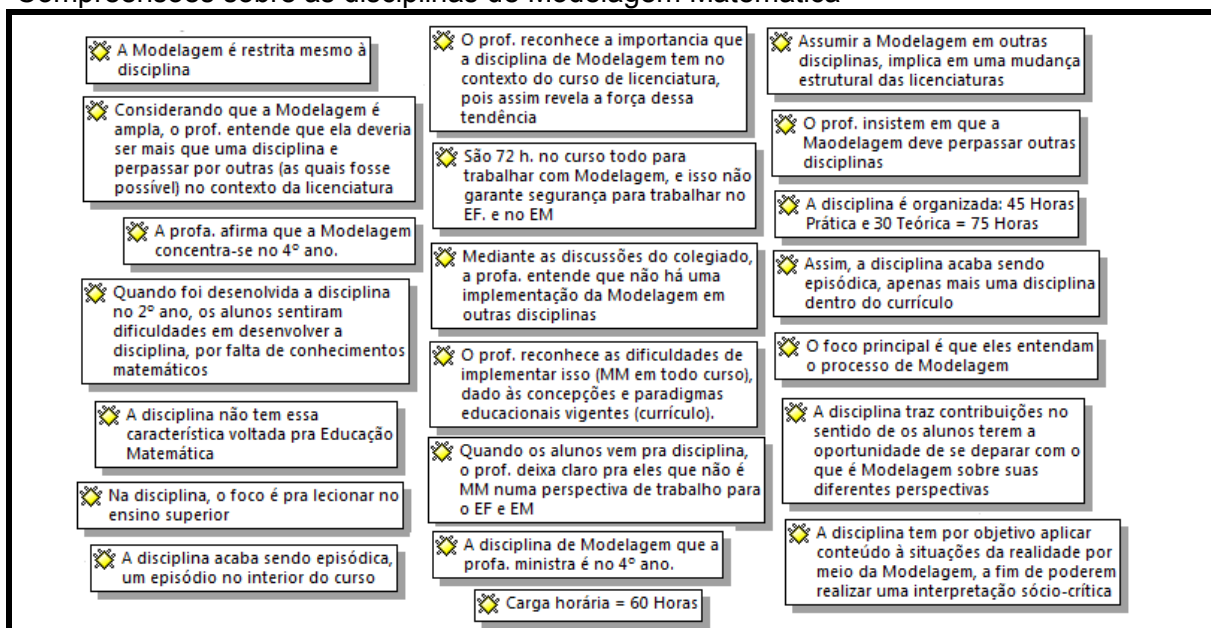 Compreensões sobre as disciplinas de Modelagem Matemática
A Modelagem é restrita mesmo à
disciplina
Considerando que a Modelagem é
ampla, o prof. entende que ela deveria
ser mais que uma disciplina e
perpassar por outras (as quais fosse
possível) no contexto da licenciatura
A profa. afirma que a Modelagem
concentra-se no 4º ano.
Quando foi desenolvida a disciplina
no 2º ano, os alunos sentiram
dificuldades em desenvolver a
disciplina, por falta de conhecimentos
matemáticos
A disciplina não tem essa
característica voltada pra Educação
Matemática
Na disciplina, o foco é pra lecionar no
ensino superior
A disciplina acaba sendo episódica,
um episódio no interior do curso
O prof. reconhece a importancia que
a disciplina de Modelagem tem no
contexto do curso de licenciatura,
pois assim revela a força dessa
tendência
São 72 h. no curso todo para
trabalhar com Modelagem, e isso não
garante segurança para trabalhar no
EF. e no EM
Mediante as discussões do colegiado,
a profa. entende que não há uma
implementação da Modelagem em
outras disciplinas
O prof. reconhece as dificuldades de
implementar isso (MM em todo curso),
dado às concepções e paradigmas
educacionais vigentes (currículo).
Quando os alunos vem pra disciplina,
o prof. deixa claro pra eles que não é
MM numa perspectiva de trabalho para
o EF e EM
A disciplina de Modelagem que a
profa. ministra é no 4º ano.
Carga horária = 60 Horas
Assumir a Modelagem em outras
disciplinas, implica em uma mudança
estrutural das licenciaturas
O prof. insistem em que a
Maodelagem deve perpassar outras
disciplinas
A disciplina é organizada: 45 Horas
Prática e 30 Teórica = 75 Horas
Assim, a disciplina acaba sendo
episódica, apenas mais uma disciplina
dentro do currículo
O foco principal é que eles entendam
o processo de Modelagem
A disciplina traz contribuições no
sentido de os alunos terem a
oportunidade de se deparar com o
que é Modelagem sobre suas
diferentes perspectivas
A disciplina tem por objetivo aplicar
conteúdo à situações da realidade por
meio da Modelagem, a fim de poderem
realizar uma interpretação sócio-crítica